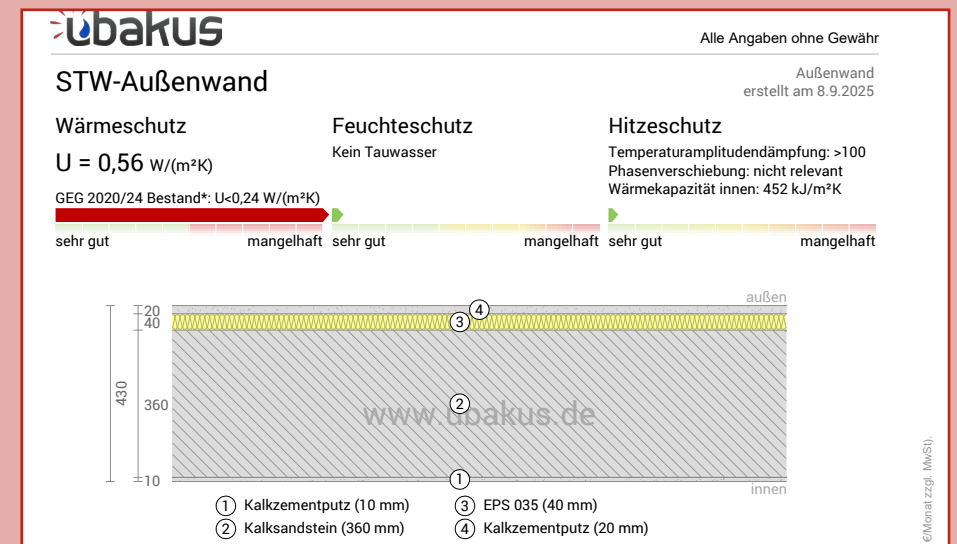 übakus
Alle Angaben ohne Gewähr
STW-Außenwand
Außenwand
erstellt am 8.9.2025
Wärmeschutz
U = 0,56 W/(m²K)
GEG 2020/24 Bestand*: U<0,24 W/(m²K)
sehr gut mangelhaft
Feuchteschutz
Kein Tauwasser
sehr gut mangelhaft
Hitzeschutz
Temperaturamplitudendämpfung: >100
Phasenverschiebung: nicht relevant
Wärmekapazität innen: 452 kJ/m²K
sehr gut mangelhaft
außen
20
40
430
360
10
4
3
2
1
www.ubakus.de
innen
1 Kalkzementputz (10 mm)
2 Kalksandstein (360 mm)
3 EPS 035 (40 mm)
4 Kalkzementputz (20 mm)
€/Monat zzgl. MwSt).